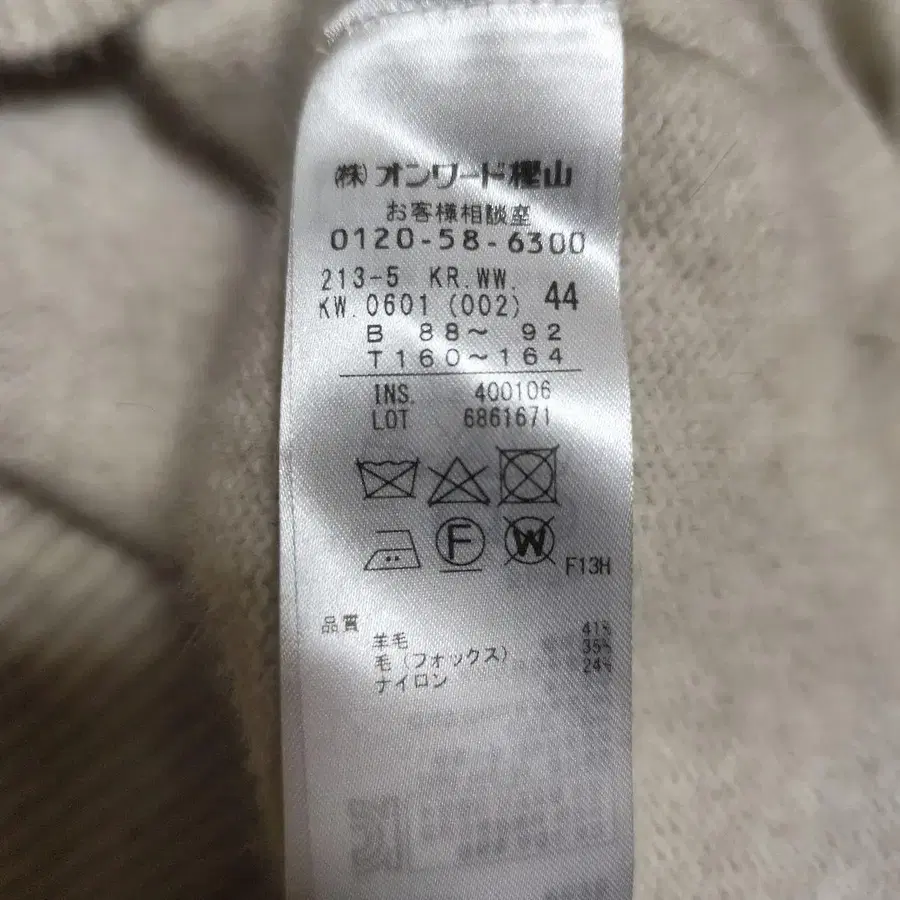 (株)オンワード樫山
お客様相談室
0120-58-6300
213-5 KR.WW.
KW.0601(002) 44
B 88～ 92
T160～164
INS. 400106
LOT 6861671
F
W
F13H
品質
羊毛 41%
毛(フォックス) 35%
ナイロン 24%